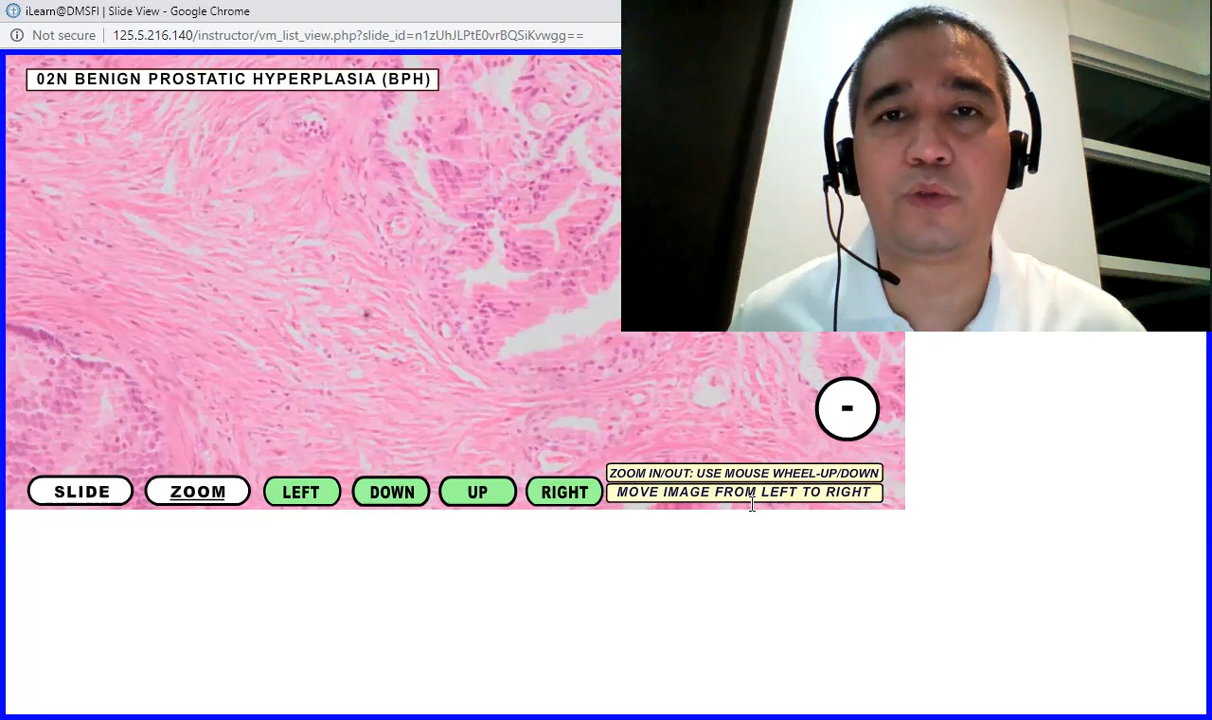 iLearn@DMSFI | Slide View - Google Chrome
Not secure 125.5.216.140/instructor/vm_list_view.php?slide_id=n1zUhJLPtE0vrBQSiKvwgg==
02N BENIGN PROSTATIC HYPERPLASIA (BPH)
-
ZOOM IN/OUT: USE MOUSE WHEEL-UP/DOWN
SLIDE ZOOM LEFT DOWN UP RIGHT MOVE IMAGE FROM LEFT TO RIGHT